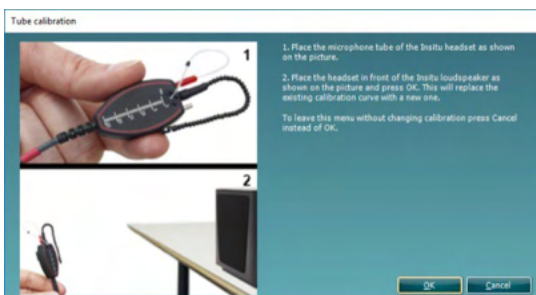 Tube calibration
1
1. Place the microphone tube of the Insitu headset as shown
on the picture.
2. Place the headset in front of the Insitu loudspeaker as
shown on the picture and press OK. This will replace the
existing calibration curve with a new one.
To leave this menu without changing calibration press Cancel
instead of OK.
2
OK
Cancel